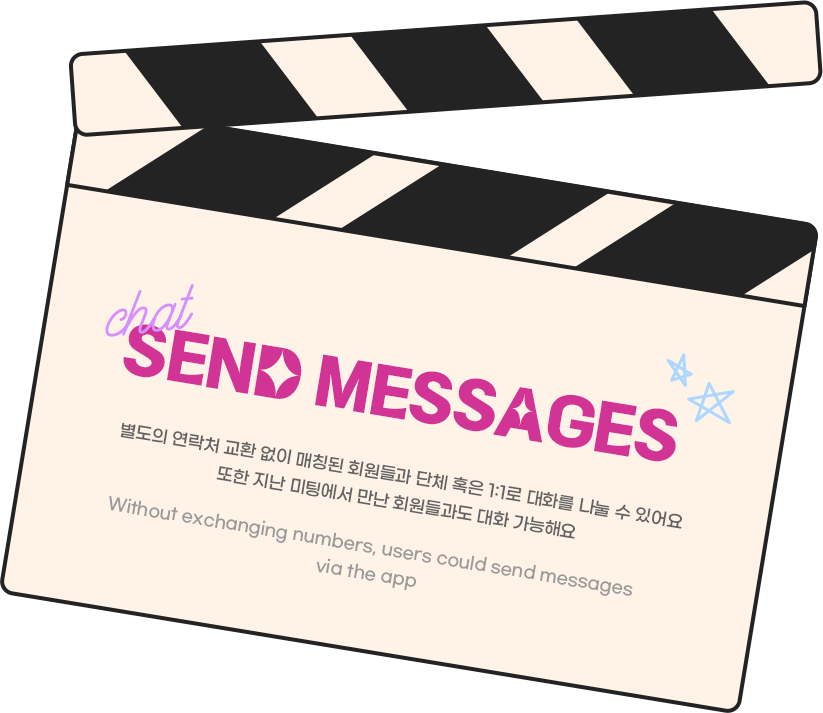 chat
SEND MESSAGES
별도의 연락처 교환 없이 매칭된 회원들과 단체 혹은 1:1로 대화를 나눌 수 있어요
또한 지난 미팅에서 만난 회원들과도 대화 가능해요
Without exchanging numbers, users could send messages
via the app